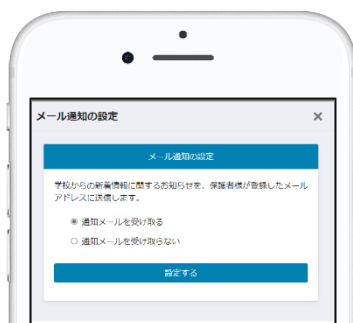 メール通知の設定 ×
メール通知の設定
学校からの新着情報に関するお知らせを、保護者様が登録したメール
アドレスに送信します。
通知メールを受け取る
通知メールを受け取らない
設定する